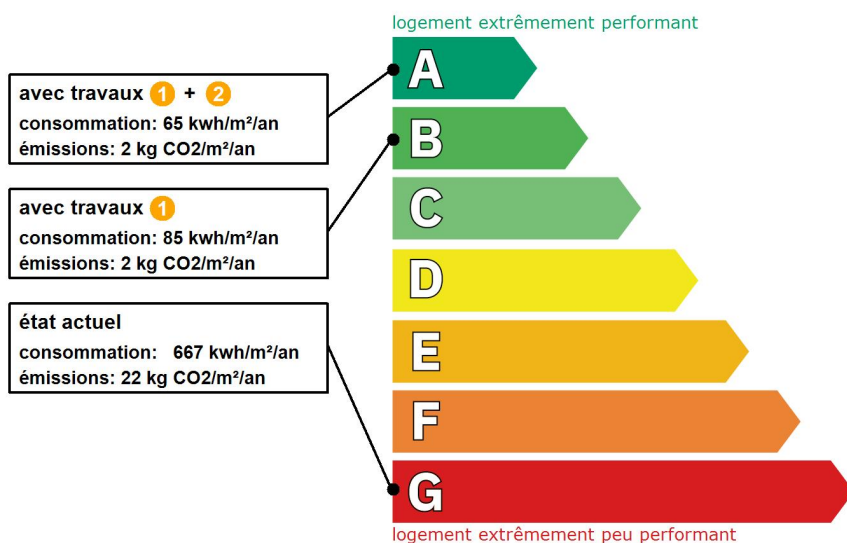 logement extrêmement performant
A
avec travaux 1 + 2
consommation: 65 kwh/m²/an
émissions: 2 kg CO2/m²/an
B
avec travaux 1
consommation: 85 kwh/m²/an
émissions: 2 kg CO2/m²/an
C
D
état actuel
consommation: 667 kwh/m²/an
émissions: 22 kg CO2/m²/an
E
F
G
logement extrêmement peu performant